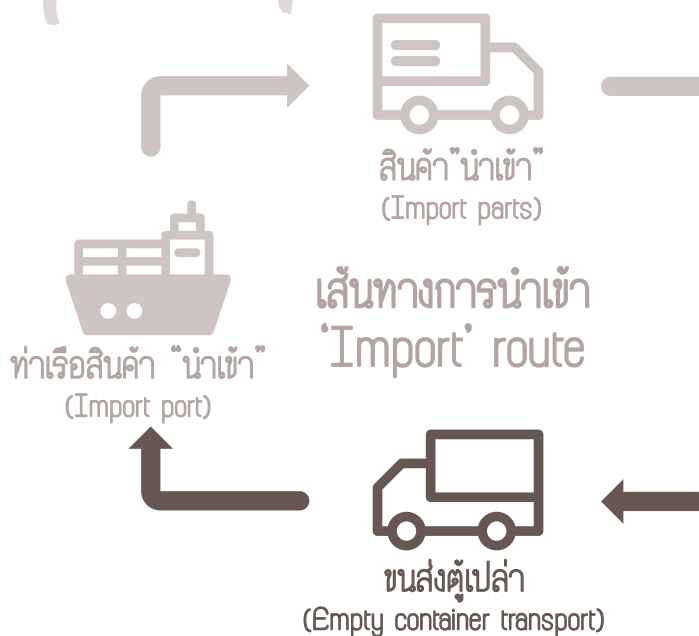 สินค้า"นำเข้า"
(Import parts)
เส้นทางการนำเข้า
'Import' route
ท่าเรือสินค้า "นำเข้า"
(Import port)
ขนส่งตู้เปล่า
(Empty container transport)